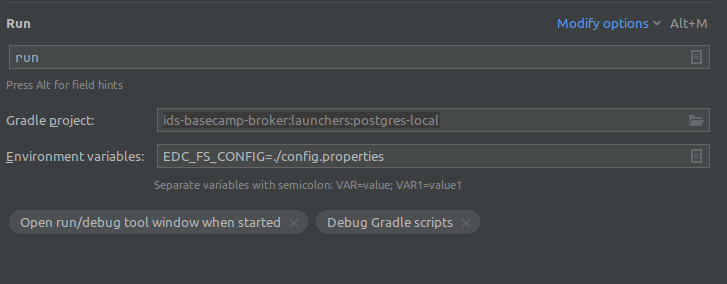 Run
Modify options Alt+M
run
Press Alt for field hints
Gradle project: ids-basecamp-broker:launchers:postgres-local
Environment variables: EDC_FS_CONFIG=./config.properties
Separate variables with semicolon: VAR=value; VAR1=value1
Open run/debug tool window when started × Debug Gradle scripts ×